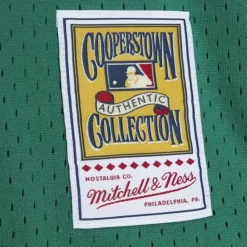 COOPERSTOWN
AUTHENTIC
COLLECTION
NOSTALGIA CO.
Mitchell & Ness
PHILADELPHIA, PA.